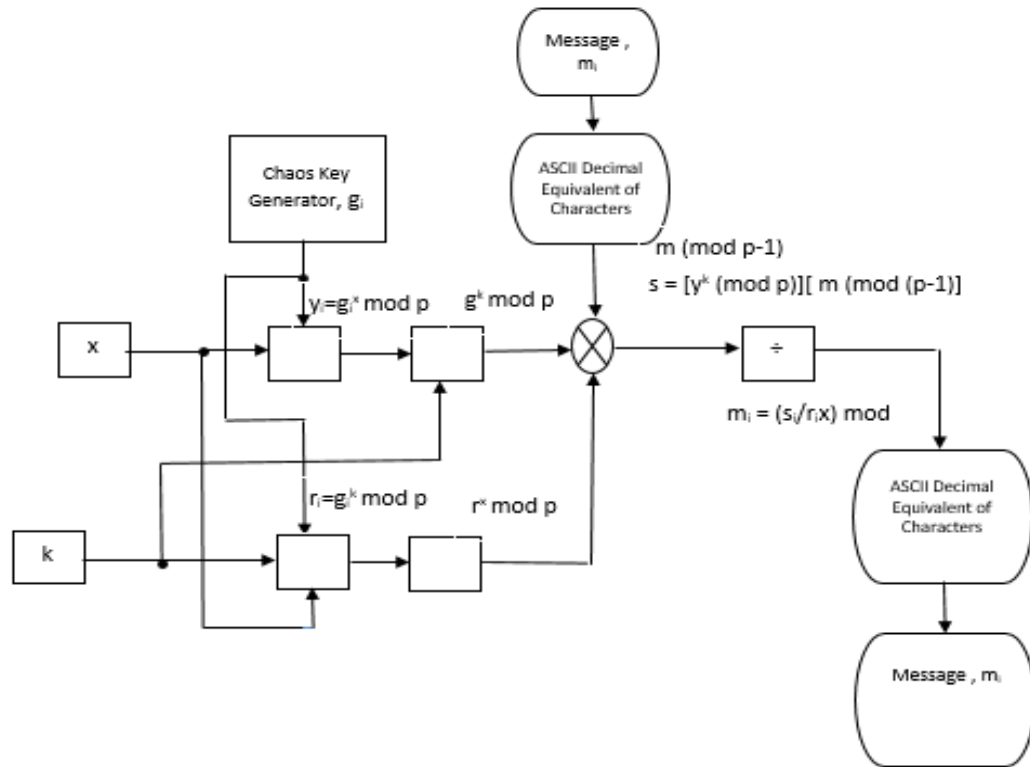 Message ,
mᵢ
ASCII Decimal
Equivalent of
Characters
Chaos Key
Generator, gᵢ
m (mod p-1)
s = [yᵏ (mod p)][ m (mod (p-1)]
yᵢ=gᵢˣ mod p
gᵏ mod p
x
÷
mᵢ = (sᵢ/rᵢx) mod
rᵢ=gᵢᵏ mod p
rˣ mod p
k
ASCII Decimal
Equivalent of
Characters
Message , mᵢ